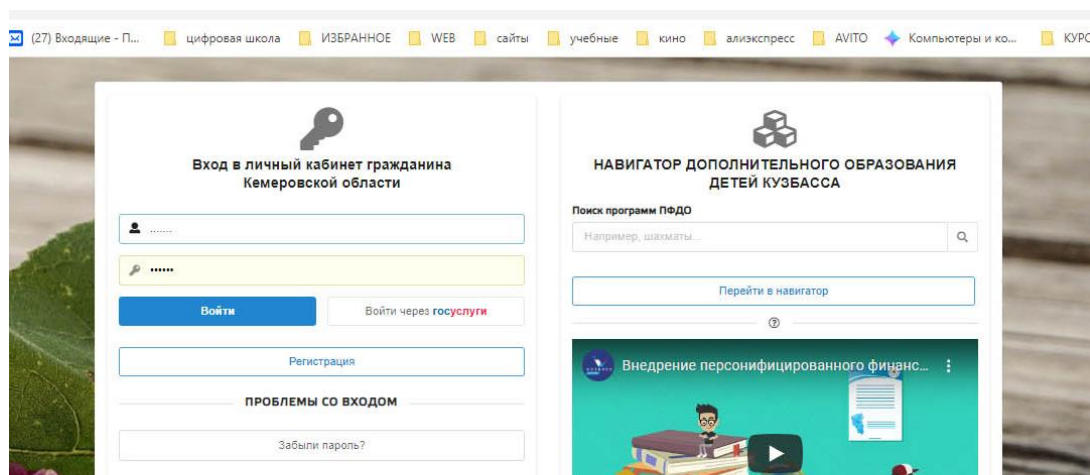 (27) Входящие - П...
цифровая школа
ИЗБРАННОЕ
WEB
сайты
учебные
кино
алиэкспресс
AVITO
Компьютеры и ко...
КУРС
Вход в личный кабинет гражданина
Кемеровской области
.......
••••••
Войти
Войти через госуслуги
Регистрация
ПРОБЛЕМЫ СО ВХОДОМ
Забыли пароль?
НАВИГАТОР ДОПОЛНИТЕЛЬНОГО ОБРАЗОВАНИЯ
ДЕТЕЙ КУЗБАССА
Поиск программ ПФДО
Например, шахматы...
Перейти в навигатор
Внедрение персонифицированного финанс...